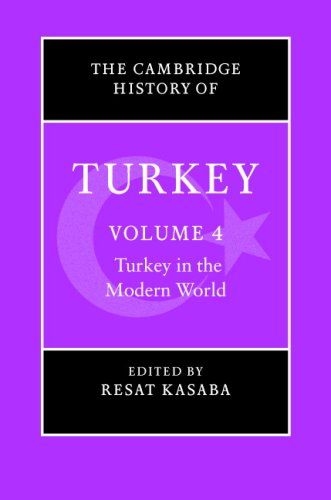 THE CAMBRIDGE
HISTORY OF
TURKEY
VOLUME 4
Turkey in the
Modern World
EDITED BY
RESAT KASABA